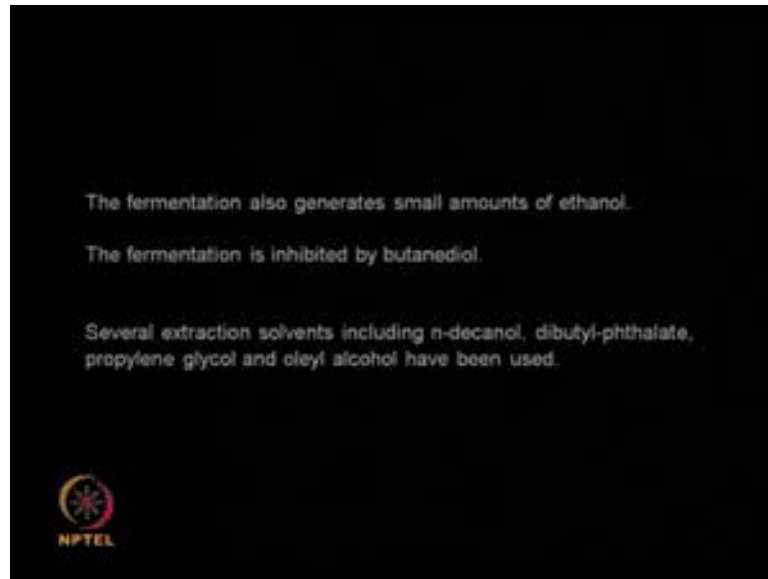 The fermentation also generates small amounts of ethanol.
The fermentation is inhibited by butanediol.
Several extraction solvents including n-decanol, dibutyl-phthalate,
propylene glycol and oleyl alcohol have been used.
NPTEL